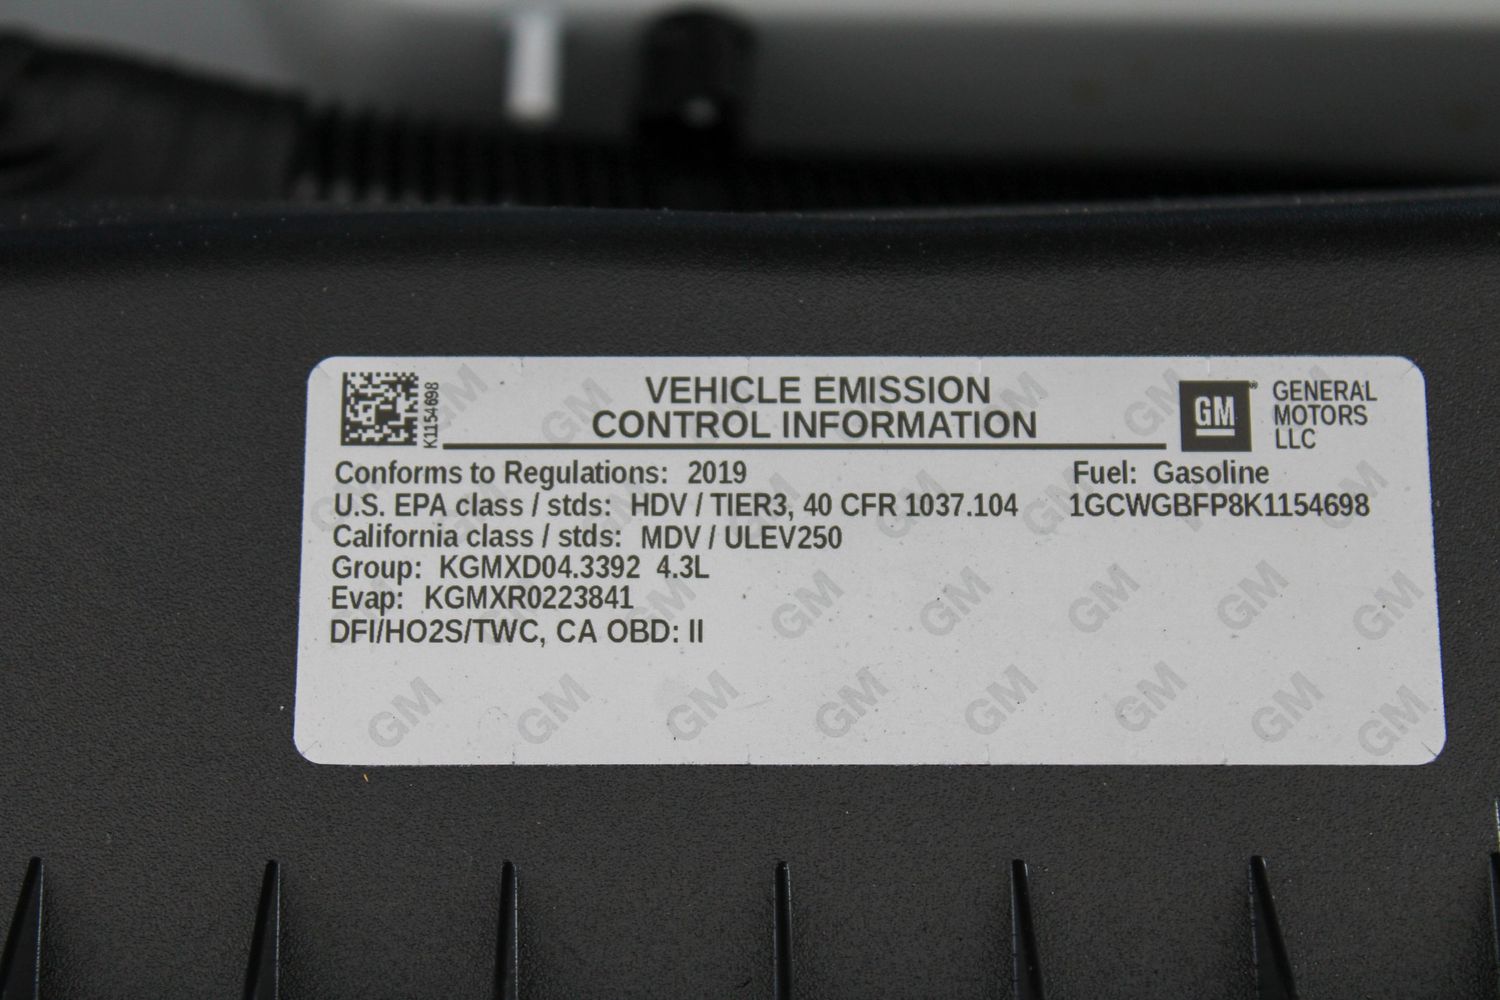 K1154698
VEHICLE EMISSION
CONTROL INFORMATION
GM
GENERAL
MOTORS
LLC
Conforms to Regulations: 2019
Fuel: Gasoline
U.S. EPA class / stds: HDV / TIER3, 40 CFR 1037.104
1GCWGBFP8K1154698
California class / stds: MDV / ULEV250
Group: KGMXD04.3392 4.3L
Evap: KGMXR0223841
DFI/HO2S/TWC, CA OBD: II